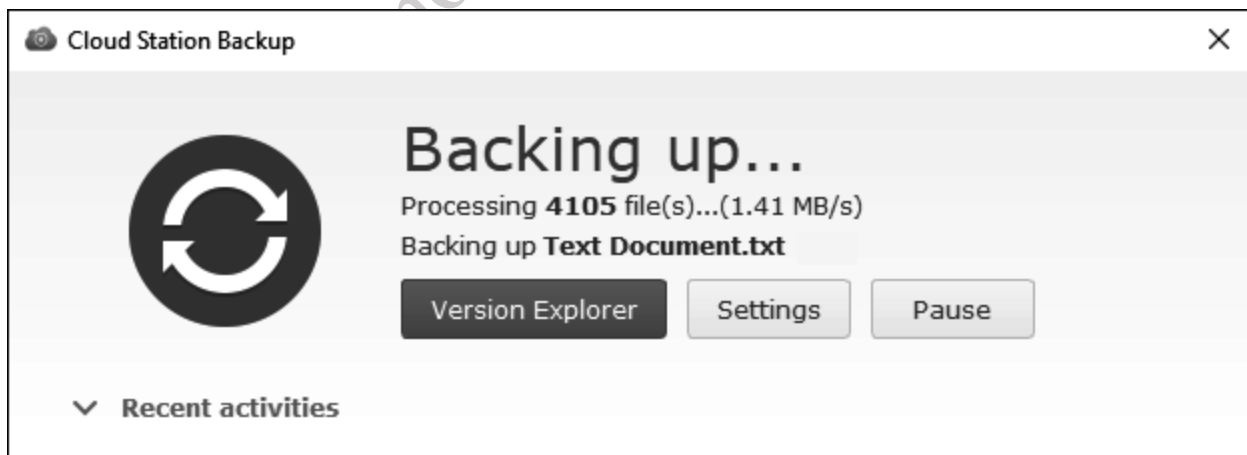 Cloud Station Backup
Backing up...
Processing 4105 file(s)...(1.41 MB/s)
Backing up Text Document.txt
Version Explorer
Settings
Pause
Recent activities